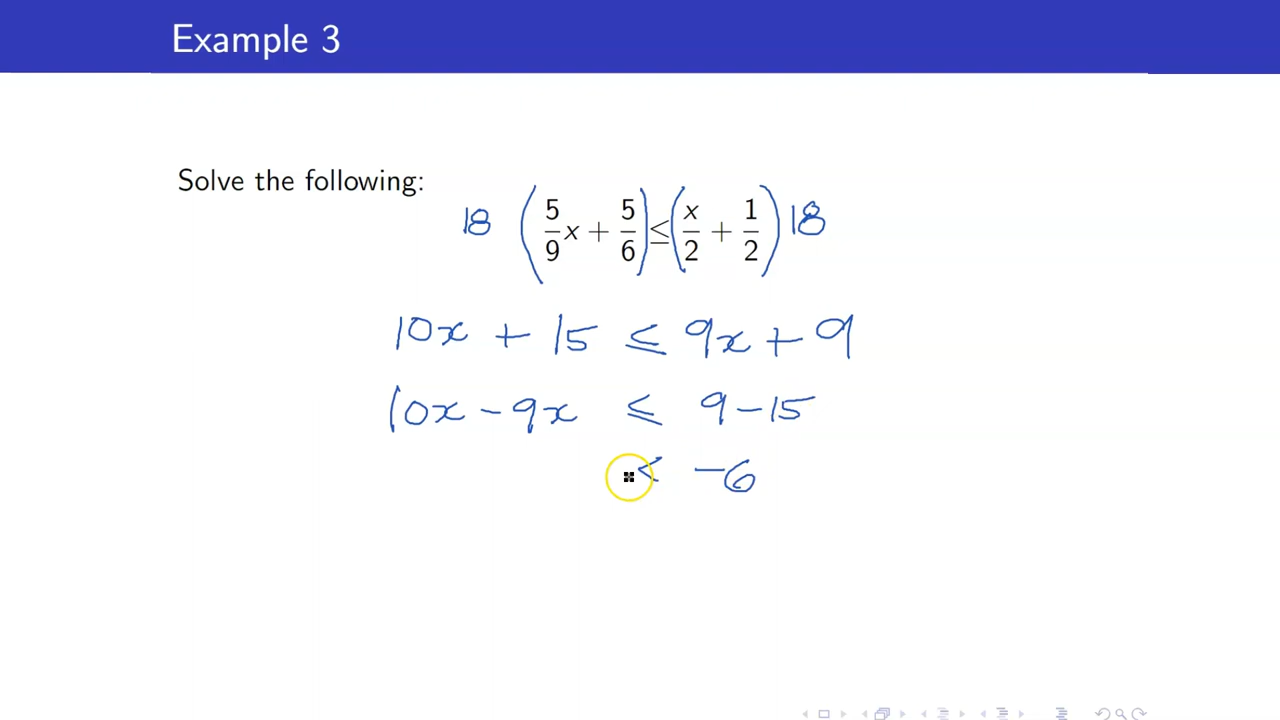 Example 3
Solve the following:
18 (5/9 x + 5/6) ≤ (x/2 + 1/2) 18
10x + 15 ≤ 9x + 9
10x - 9x ≤ 9 - 15
< -6